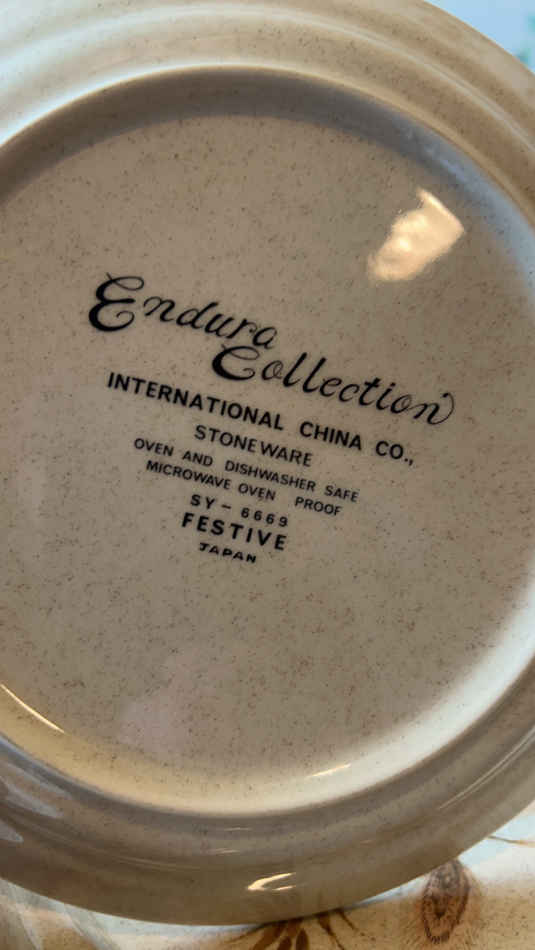 Endura
Collection
INTERNATIONAL CHINA CO.,
STONEWARE
OVEN AND DISHWASHER SAFE
MICROWAVE OVEN PROOF
SY - 6669
FESTIVE
JAPAN